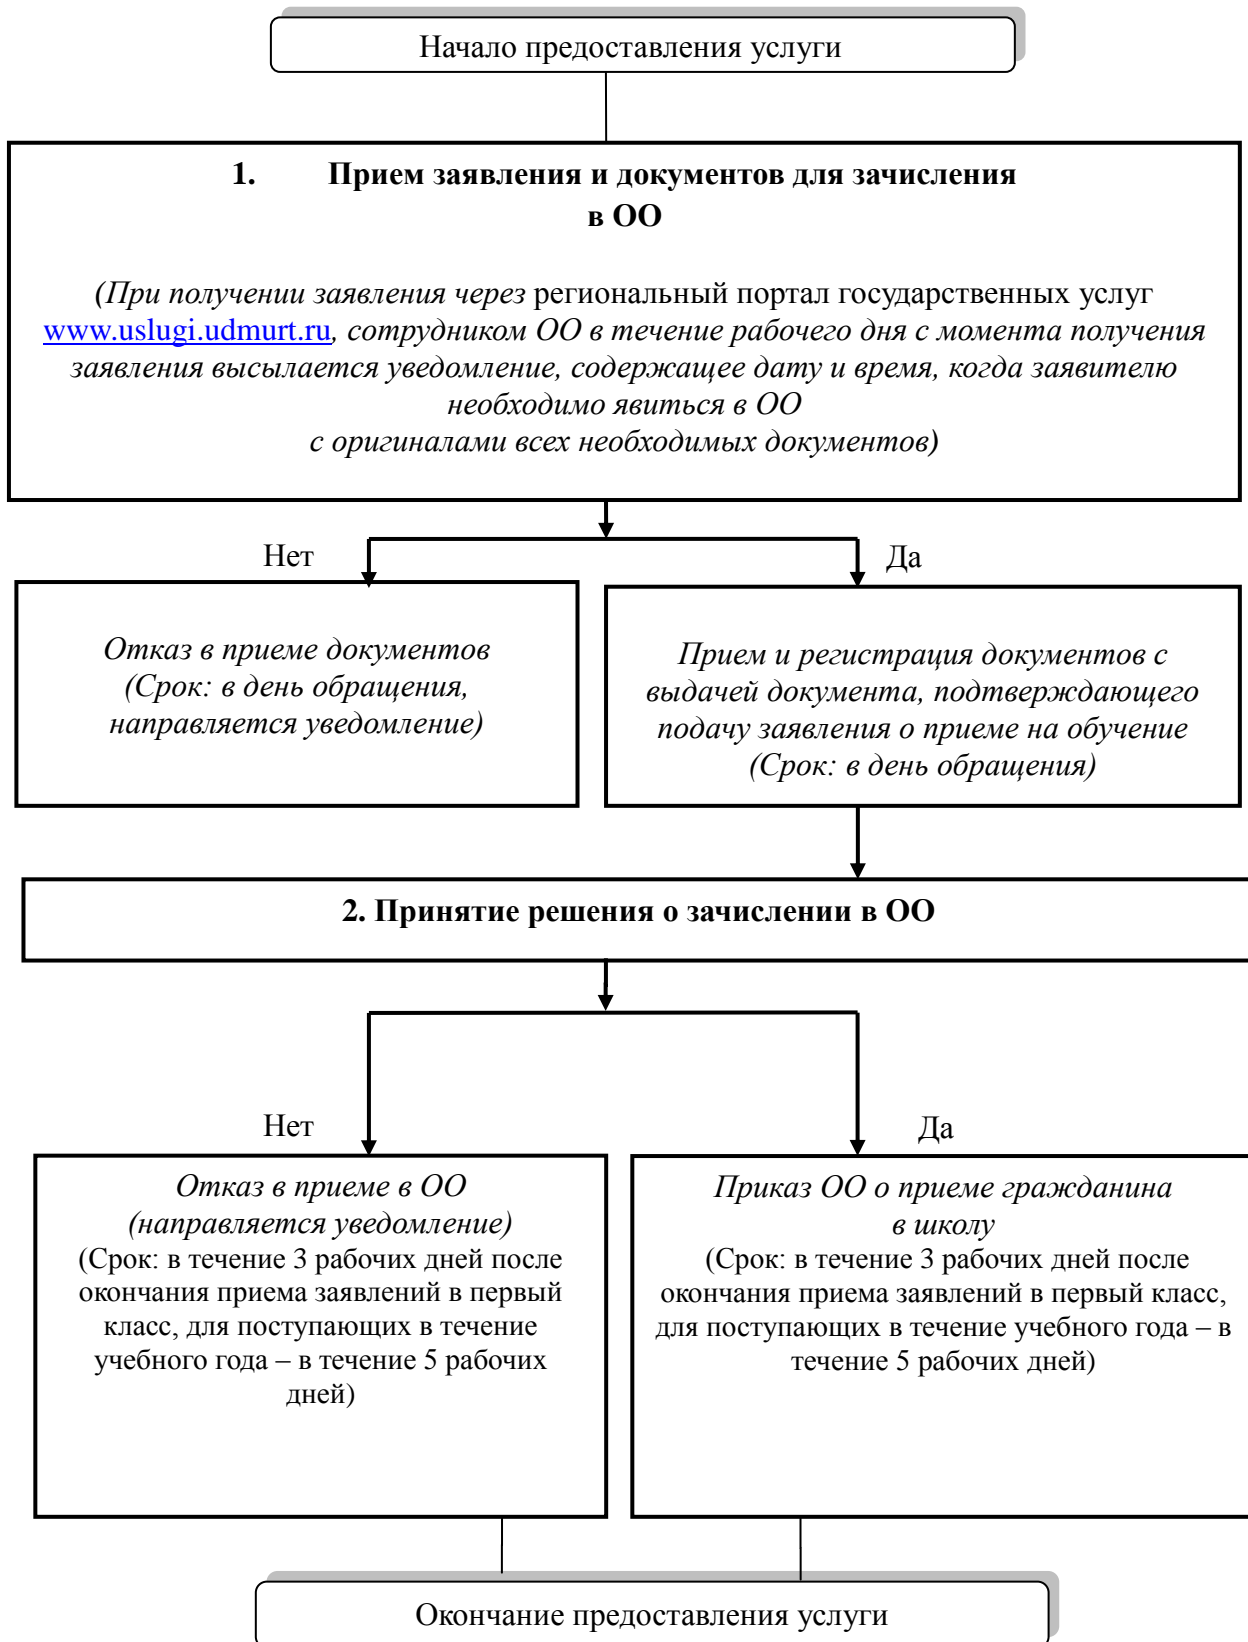 Начало предоставления услуги
1. Прием заявления и документов для зачисления
в ОО
(При получении заявления через региональный портал государственных услуг
www.uslugi.udmurt.ru, сотрудником ОО в течение рабочего дня с момента получения
заявления высылается уведомление, содержащее дату и время, когда заявителю
необходимо явиться в ОО
с оригиналами всех необходимых документов)
Нет
Да
Отказ в приеме документов
(Срок: в день обращения,
направляется уведомление)
Прием и регистрация документов с
выдачей документа, подтверждающего
подачу заявления о приеме на обучение
(Срок: в день обращения)
2. Принятие решения о зачислении в ОО
Нет
Да
Отказ в приеме в ОО
(направляется уведомление)
(Срок: в течение 3 рабочих дней после
окончания приема заявлений в первый
класс, для поступающих в течение
учебного года – в течение 5 рабочих
дней)
Приказ ОО о приеме гражданина
в школу
(Срок: в течение 3 рабочих дней после
окончания приема заявлений в первый класс,
для поступающих в течение учебного года – в
течение 5 рабочих дней)
Окончание предоставления услуги